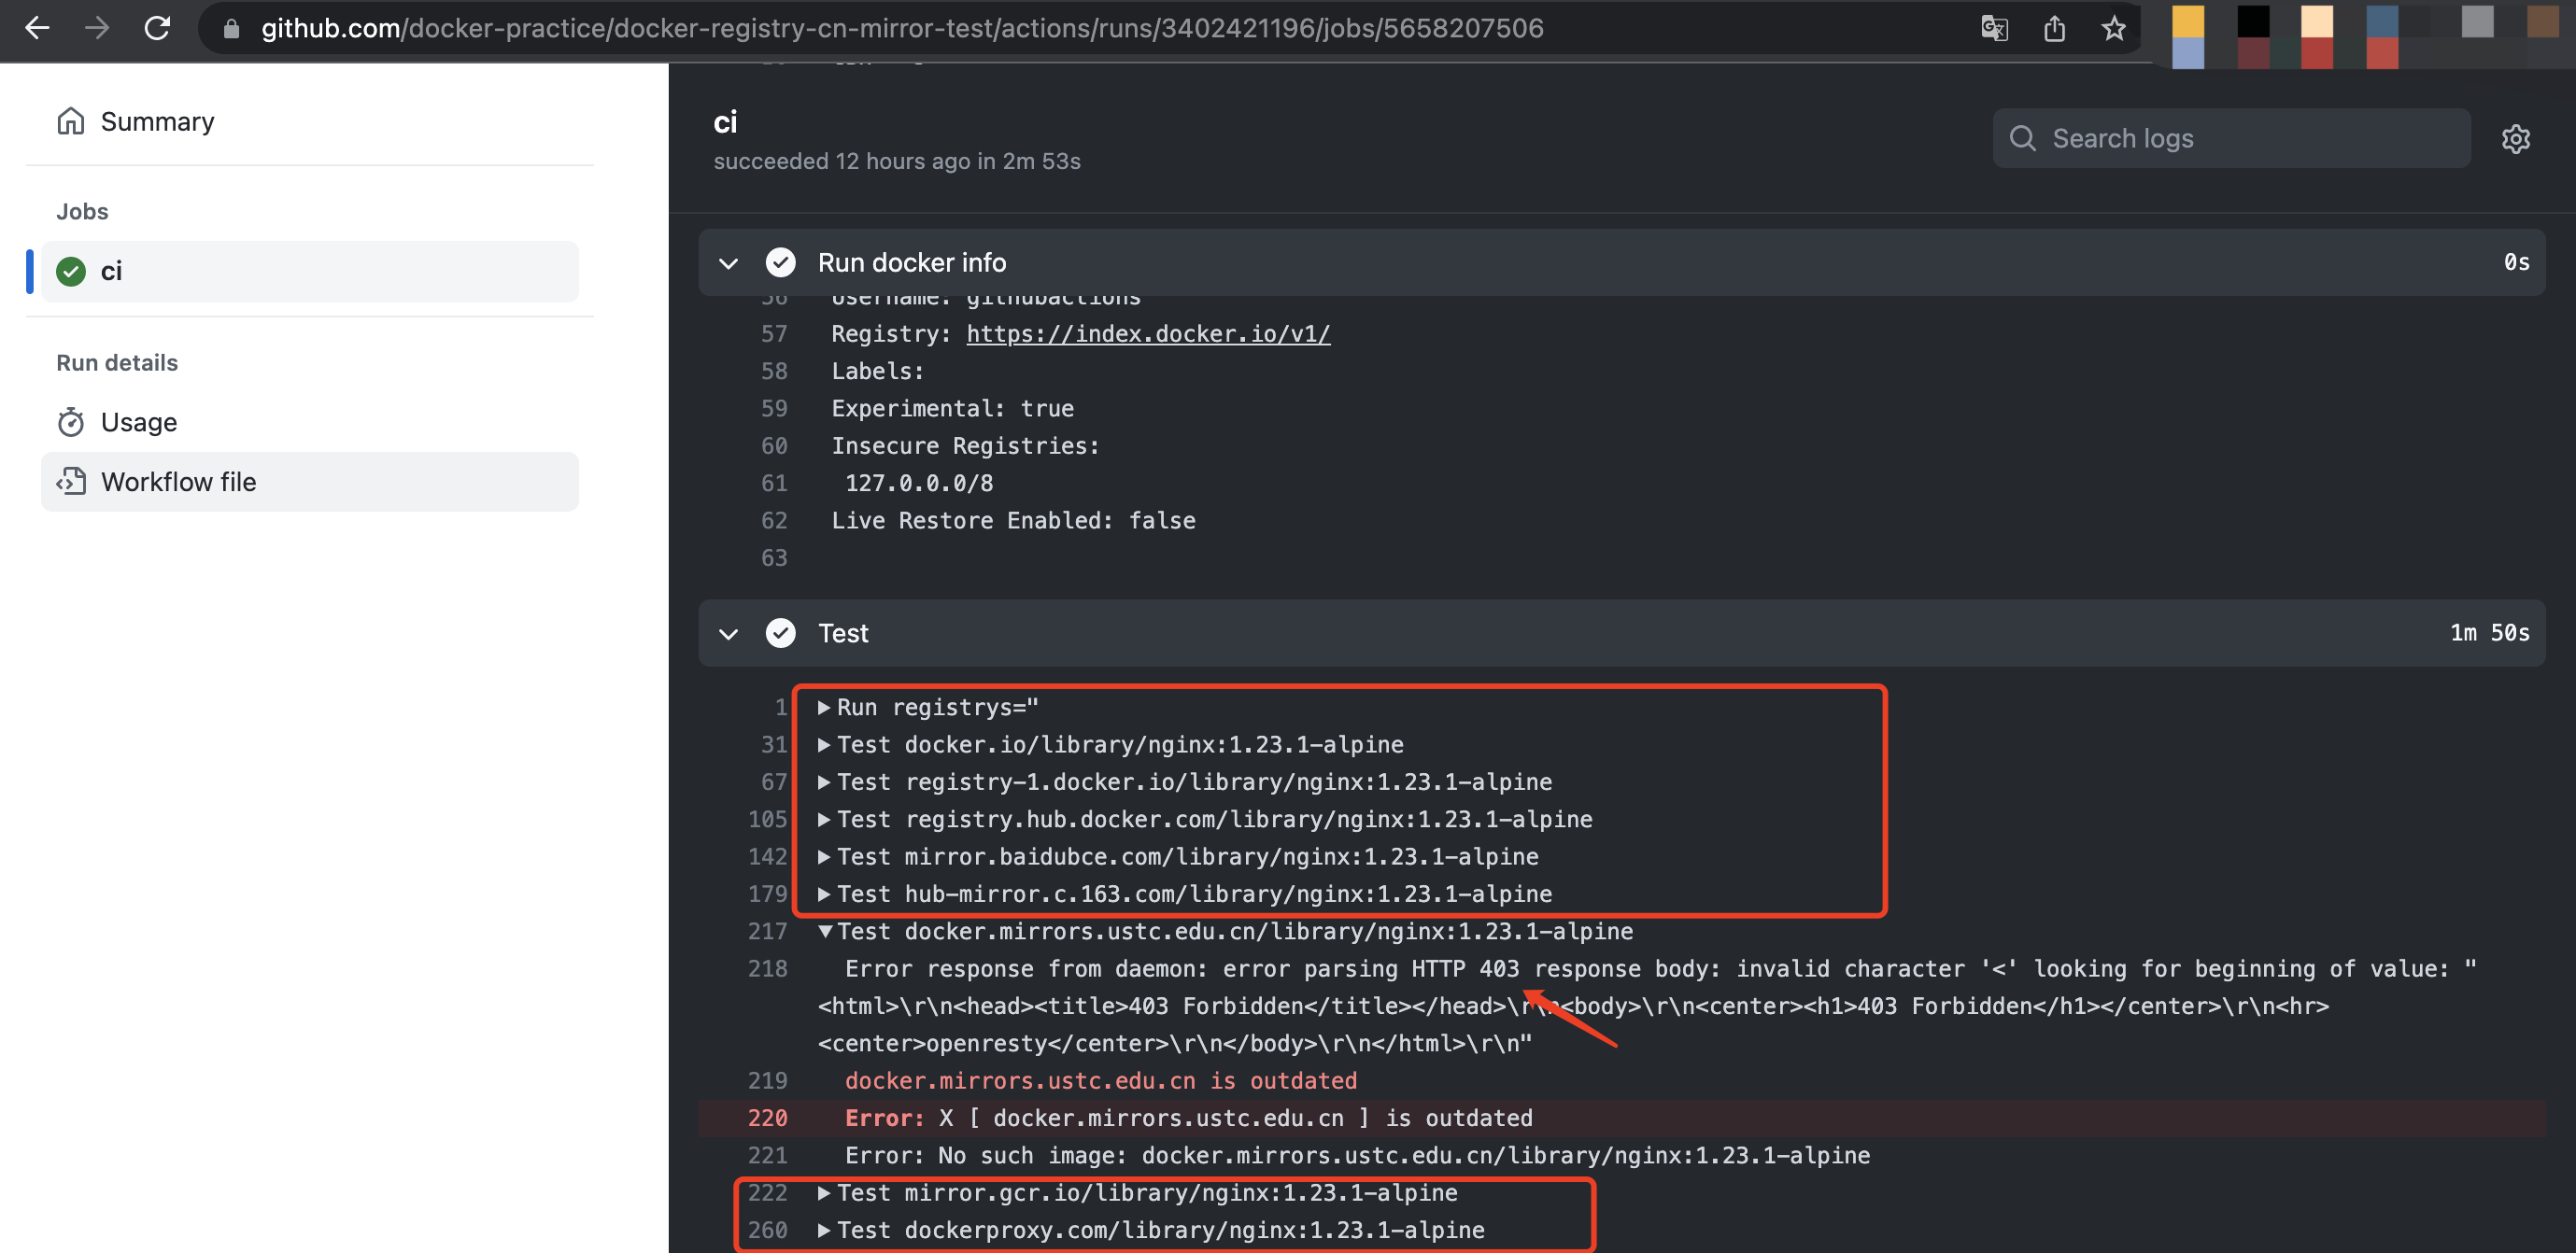 github.com/docker-practice/docker-registry-cn-mirror-test/actions/runs/3402421196/jobs/5658207506
Summary
Jobs
ci
Run details
Usage
Workflow file
ci
succeeded 12 hours ago in 2m 53s
Search logs
Run docker info
0s
56 Username: githubactions
57 Registry: https://index.docker.io/v1/
58 Labels:
59 Experimental: true
60 Insecure Registries:
61 127.0.0.0/8
62 Live Restore Enabled: false
63
Test
1m 50s
1 ▶Run registrys="
31 ▶Test docker.io/library/nginx:1.23.1-alpine
67 ▶Test registry-1.docker.io/library/nginx:1.23.1-alpine
105 ▶Test registry.hub.docker.com/library/nginx:1.23.1-alpine
142 ▶Test mirror.baidubce.com/library/nginx:1.23.1-alpine
179 ▶Test hub-mirror.c.163.com/library/nginx:1.23.1-alpine
217 ▼Test docker.mirrors.ustc.edu.cn/library/nginx:1.23.1-alpine
218 Error response from daemon: error parsing HTTP 403 response body: invalid character '<' looking for beginning of value: "
<html>\r\n<head><title>403 Forbidden</title></head>\r\n<body>\r\n<center><h1>403 Forbidden</h1></center>\r\n<hr>
<center>openresty</center>\r\n</body>\r\n</html>\r\n"
219 docker.mirrors.ustc.edu.cn is outdated
220 Error: X [ docker.mirrors.ustc.edu.cn ] is outdated
221 Error: No such image: docker.mirrors.ustc.edu.cn/library/nginx:1.23.1-alpine
222 ▶Test mirror.gcr.io/library/nginx:1.23.1-alpine
260 ▶Test dockerproxy.com/library/nginx:1.23.1-alpine